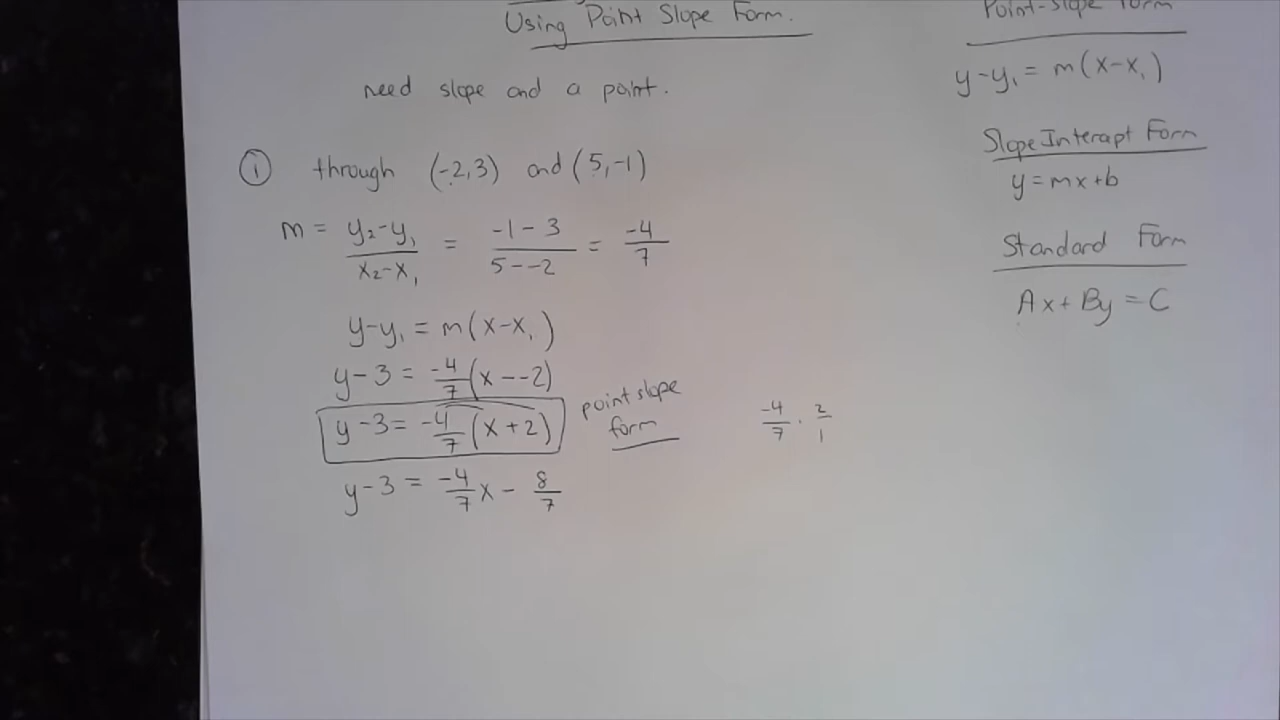 Using Point Slope Form.
need slope and a point.
① through (-2,3) and (5,-1)
m = y₂-y₁/x₂-x₁ = -1-3/5--2 = -4/7
y-y₁ = m(x-x₁)
y-3 = -4/7(x--2)
y-3 = -4/7(x+2)
point slope
form
y-3 = -4/7x - 8/7
-4/7 · 2/1
Point-Slope Form
y-y₁ = m(x-x₁)
Slope Interapt Form
y=mx+b
Standard Form
Ax+By=C